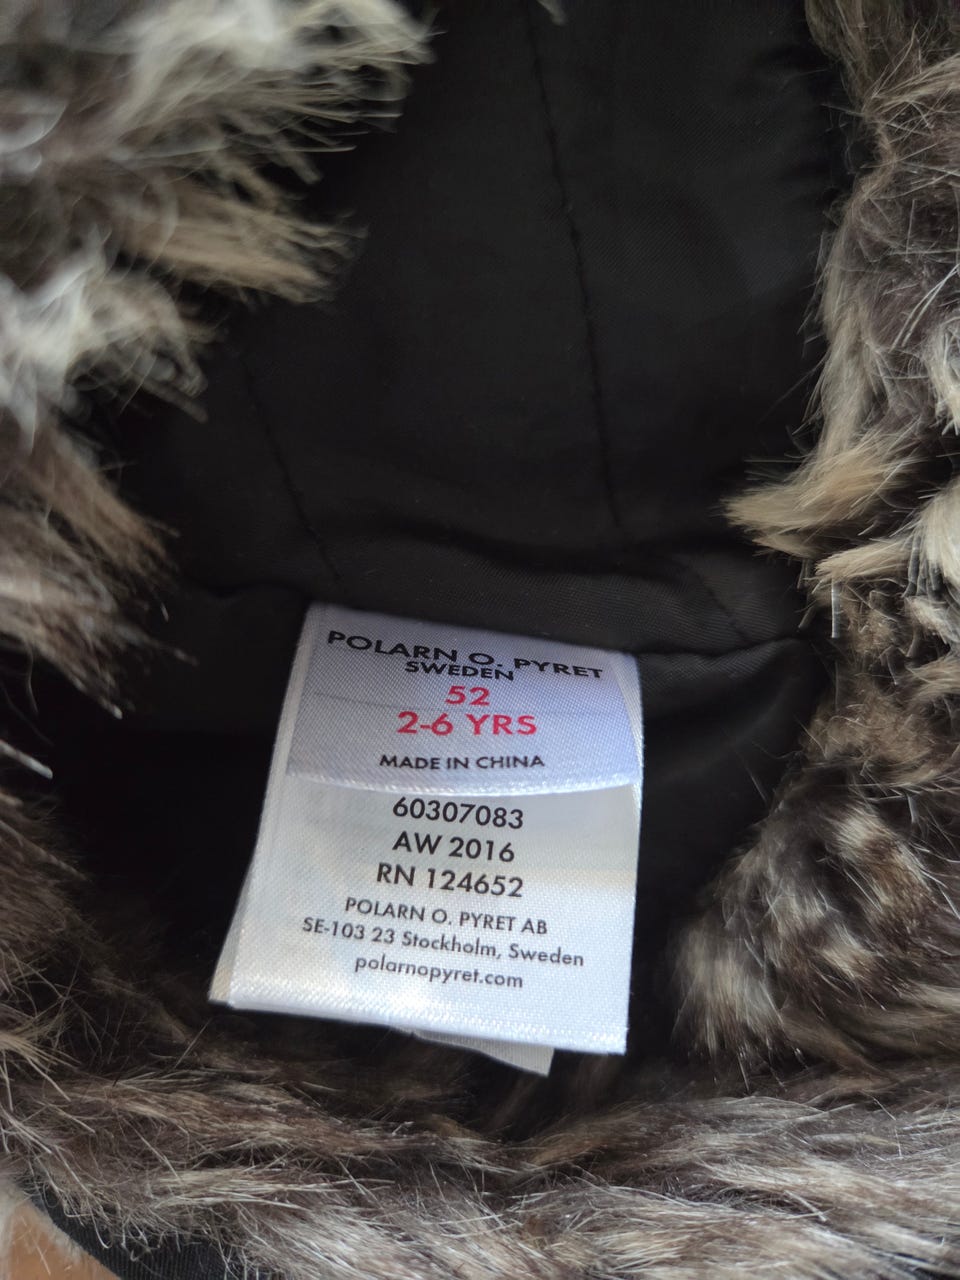 POLARN O. PYRET
SWEDEN
52
2-6 YRS
MADE IN CHINA
60307083
AW 2016
RN 124652
POLARN O. PYRET AB
SE-103 23 Stockholm, Sweden
polarnopyret.com